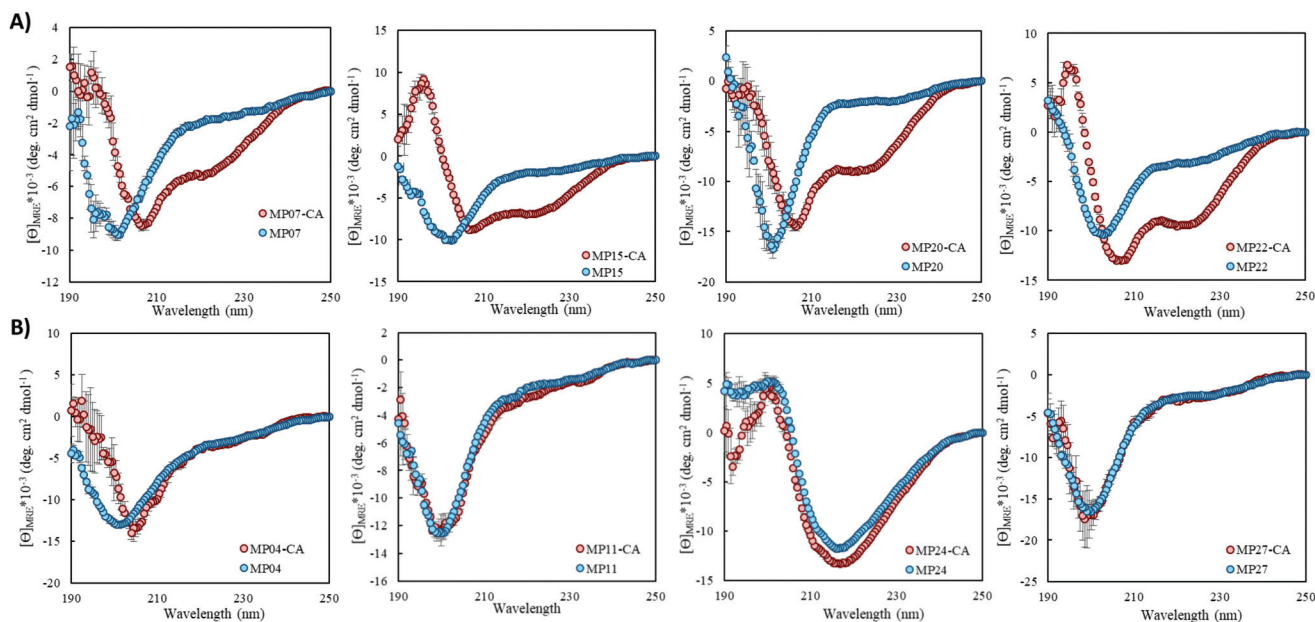 A)
4
2
0
-2
-4
-6
-8
-10
-12
[Θ]MRE*10-3 (deg. cm2 dmol-1)
190 210 230 250
Wavelength (nm)
MP07-CA
MP07
15
10
5
0
-5
-10
-15
[Θ]MRE*10-3 (deg. cm2 dmol-1)
190 210 230 250
Wavelength (nm)
MP15-CA
MP15
5
0
-5
-10
-15
-20
[Θ]MRE*10-3 (deg. cm2 dmol-1)
190 210 230 250
Wavelength (nm)
MP20-CA
MP20
10
5
0
-5
-10
-15
[Θ]MRE*10-3 (deg. cm2 dmol-1)
190 210 230 250
Wavelength (nm)
MP22-CA
MP22
B)
10
5
0
-5
-10
-15
-20
[Θ]MRE*10-3 (deg. cm2 dmol-1)
190 210 230 250
Wavelength (nm)
MP04-CA
MP04
2
0
-2
-4
-6
-8
-10
-12
-14
-16
[Θ]MRE*10-3 (deg. cm2 dmol-1)
190 210 230 250
Wavelength
MP11-CA
MP11
10
5
0
-5
-10
-15
[Θ]MRE*10-3 (deg. cm2 dmol-1)
190 210 230 250
Wavelength (nm)
MP24-CA
MP24
5
0
-5
-10
-15
-20
-25
[Θ]MRE*10-3 (deg. cm2 dmol-1)
190 210 230 250
Wavelength (nm)
MP27-CA
MP27